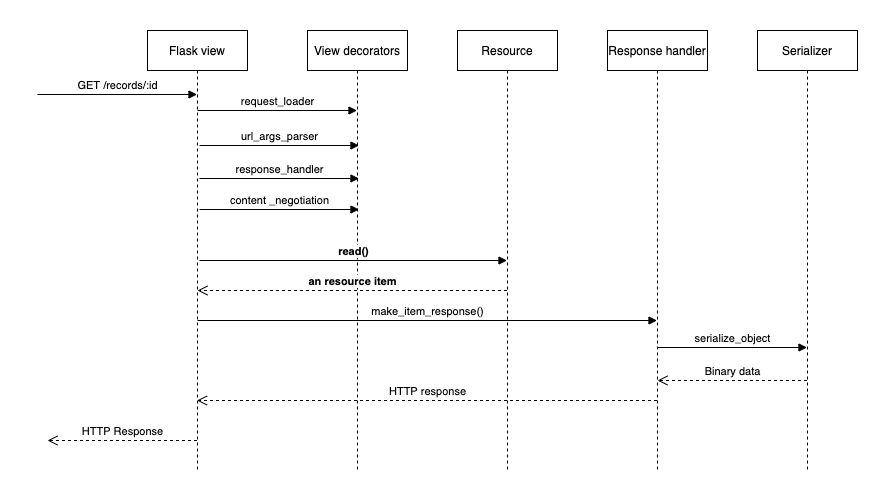 Flask view
View decorators
Resource
Response handler
Serializer
GET /records/:id
request_loader
url_args_parser
response_handler
content _negotiation
read()
an resource item
make_item_response()
serialize_object
Binary data
HTTP response
HTTP Response